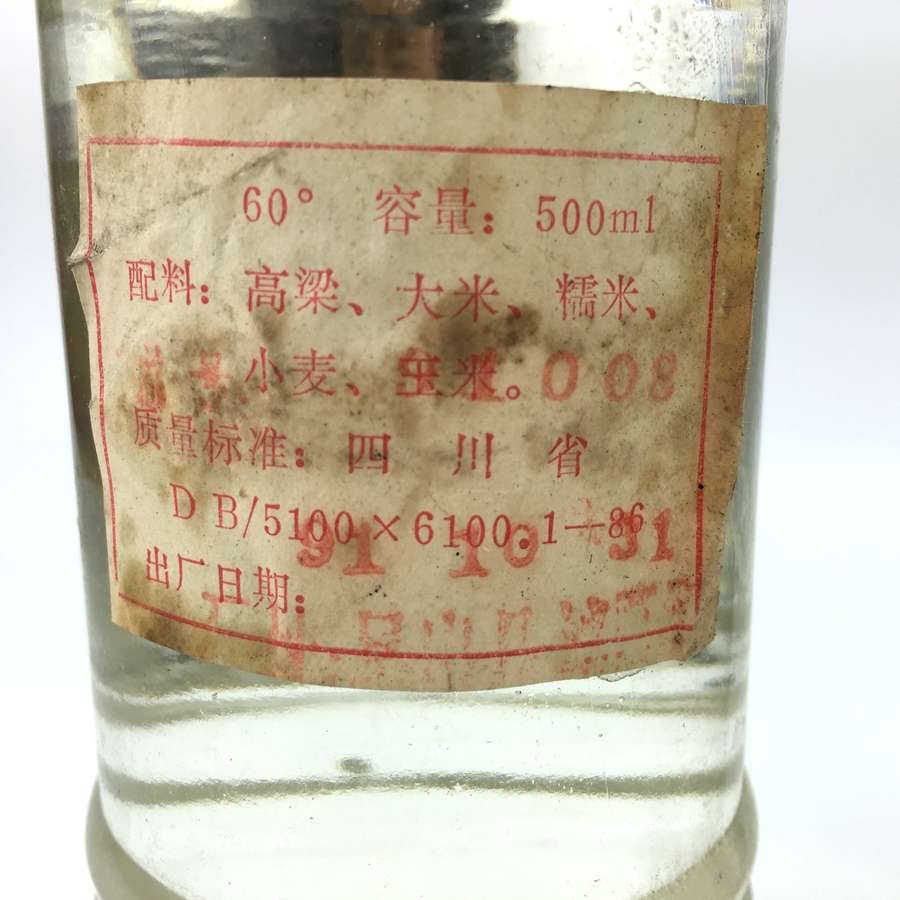 60° 容量：500ml
配料：高粱、大米、糯米、
小麦、玉米。 008
质量标准：四 川 省
DB/5100×6100.1—86
91 10 31
出厂日期：